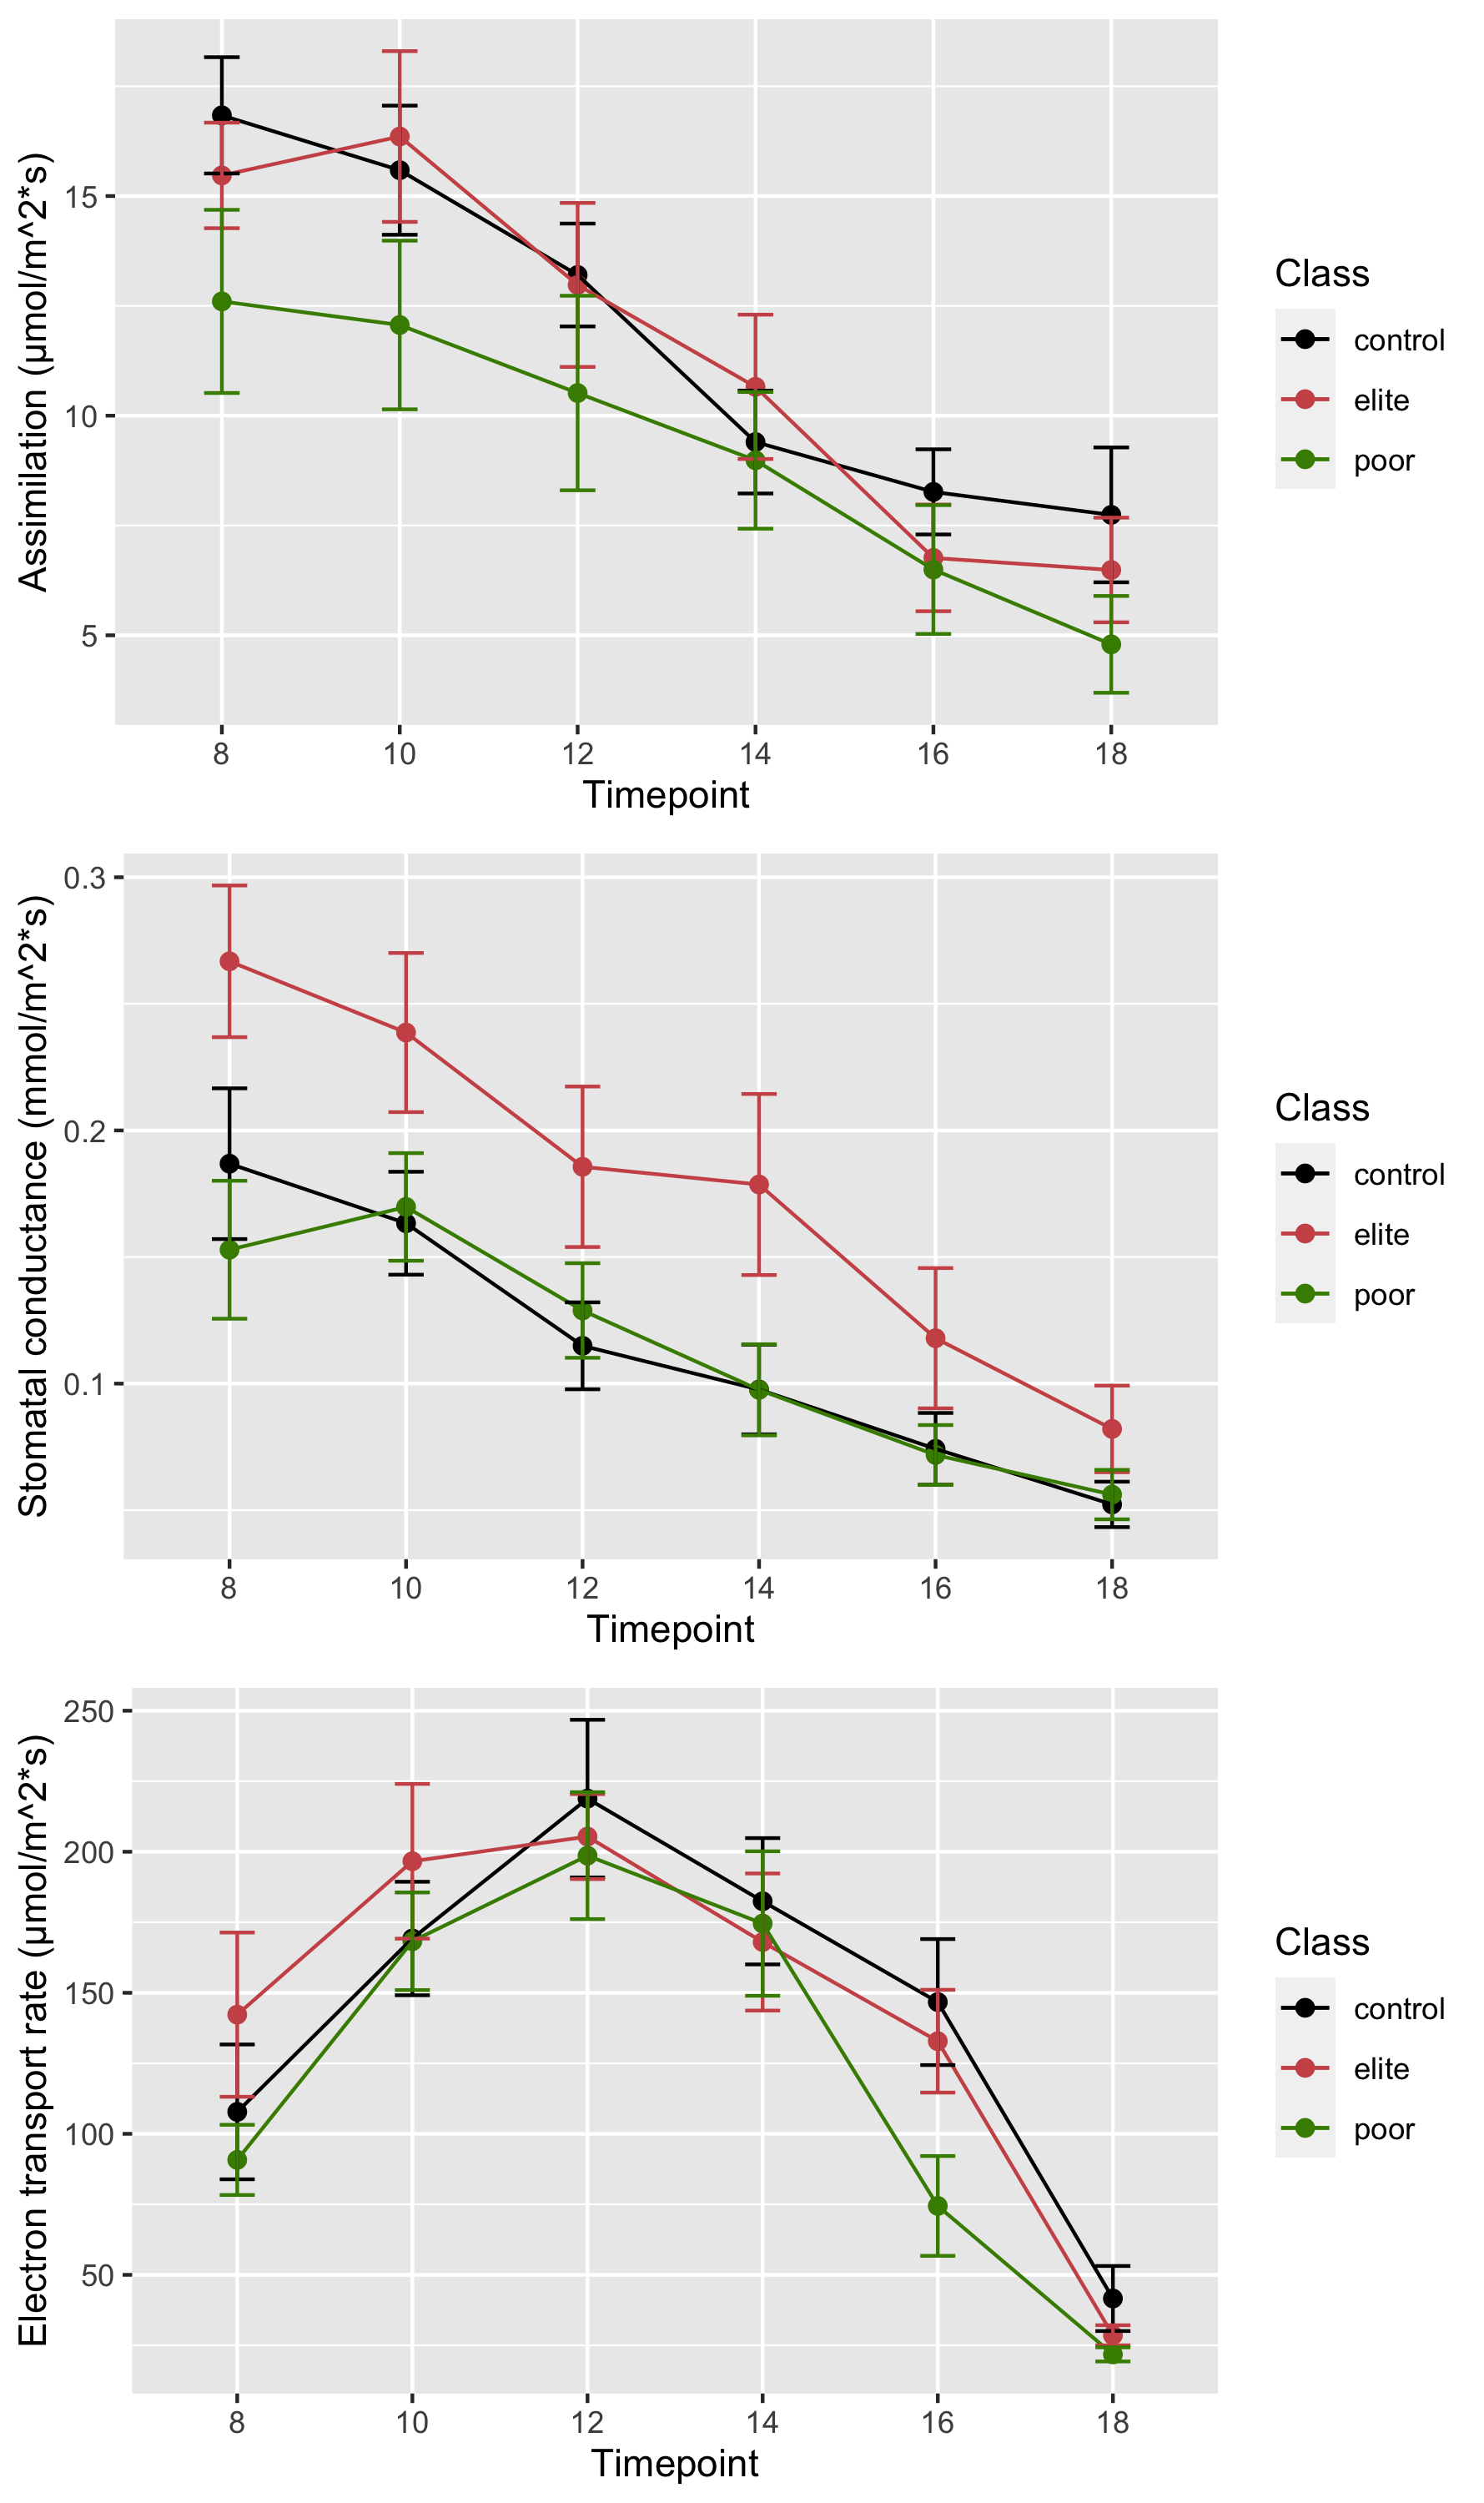 Assimilation (μmol/m^2*s)
15
10
5
8 10 12 14 16 18
Timepoint
Class
control
elite
poor
Stomatal conductance (mmol/m^2*s)
0.3
0.2
0.1
8 10 12 14 16 18
Timepoint
Class
control
elite
poor
Electron transport rate (μmol/m^2*s)
250
200
150
100
50
8 10 12 14 16 18
Timepoint
Class
control
elite
poor